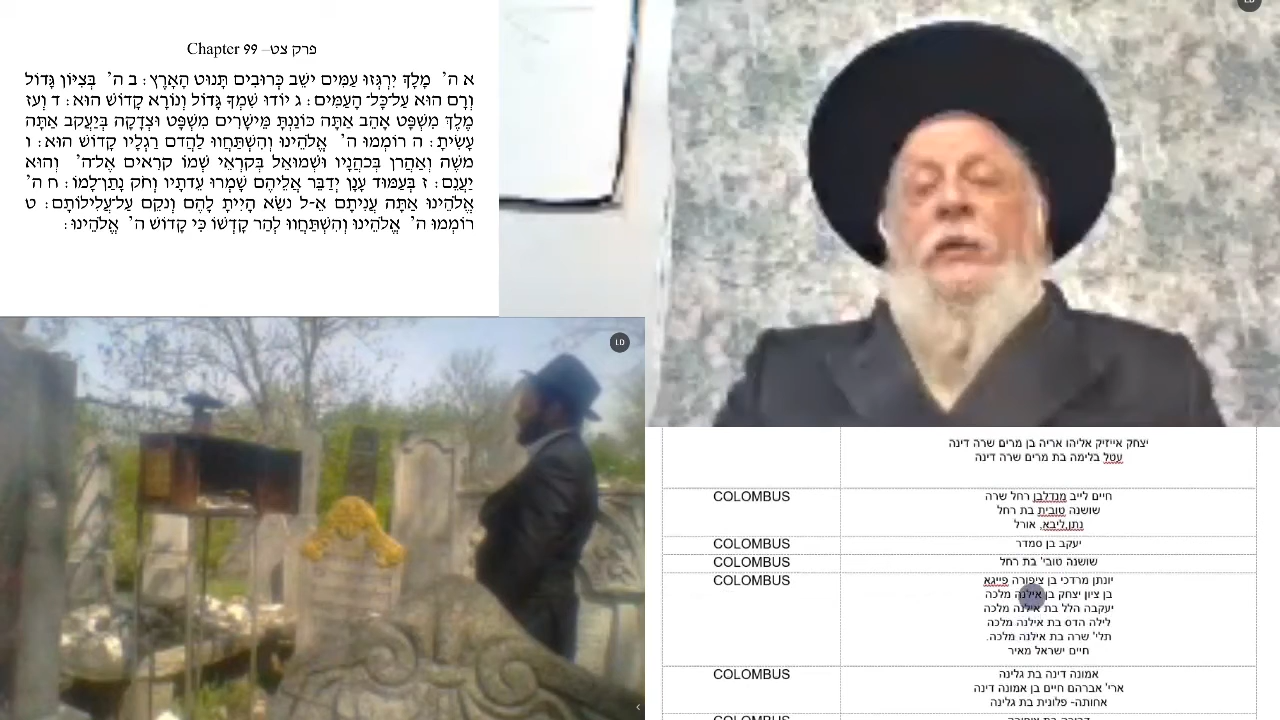 פרק צט – Chapter 99
א ה' מָלָךְ יִרְגְּזוּ עַמִּים יֹשֵׁב כְּרוּבִים תָּנוּט הָאָרֶץ: ב ה' בְּצִיּוֹן גָּדוֹל
וְרָם הוּא עַל־כָּל־ הָעַמִּים: ג יוֹדוּ שִׁמְךָ גָּדוֹל וְנוֹרָא קָדוֹשׁ הוּא: ד וְעֹז
מֶלֶךְ מִשְׁפָּט אָהֵב אַתָּה כּוֹנַנְתָּ מֵישָׁרִים מִשְׁפָּט וּצְדָקָה בְּיַעֲקֹב אַתָּה
עָשִׂיתָ: ה רוֹמְמוּ ה' אֱלֹהֵינוּ וְהִשְׁתַּחֲווּ לַהֲדֹם רַגְלָיו קָדוֹשׁ הוּא: ו
מֹשֶׁה וְאַהֲרֹן בְּכֹהֲנָיו וּשְׁמוּאֵל בְּקֹרְאֵי שְׁמוֹ קֹרִאים אֶל־ה' וְהוּא
יַעֲנֵם: ז בְּעַמּוּד עָנָן יְדַבֵּר אֲלֵיהֶם שָׁמְרוּ עֵדֹתָיו וְחֹק נָתַן־לָמוֹ: ח ה'
אֱלֹהֵינוּ אַתָּה עֲנִיתָם אֵ-ל נֹשֵׂא הָיִיתָ לָהֶם וְנֹקֵם עַל־עֲלִילוֹתָם: ט
רוֹמְמוּ ה' אֱלֹהֵינוּ וְהִשְׁתַּחֲווּ לְהַר קָדְשׁוֹ כִּי קָדוֹשׁ ה' אֱלֹהֵינוּ:
LD
יצחק אייזיק אליהו אריה בן מרים שרה דינה
עטל בלימה בת מרים שרה דינה
COLOMBUS
חיים לייב מנדלבן רחל שרה
שושנה טובית בת רחל
נתן,ליבא, אורל
COLOMBUS
יעקב בן סמדר
COLOMBUS
שושנה טובי' בת רחל
COLOMBUS
יונתן מרדכי בן ציפורה פייגא
בן ציון יצחק בן אילנה מלכה
יעקבה הלל בת אילנה מלכה
לילה הדס בת אילנה מלכה
תלי' שרה בת אילנה מלכה.
חיים ישראל מאיר
COLOMBUS
אמונה דינה בת גלינה
ארי' אברהם חיים בן אמונה דינה
אחותה- פלונית בת גלינה
COLOMBUS